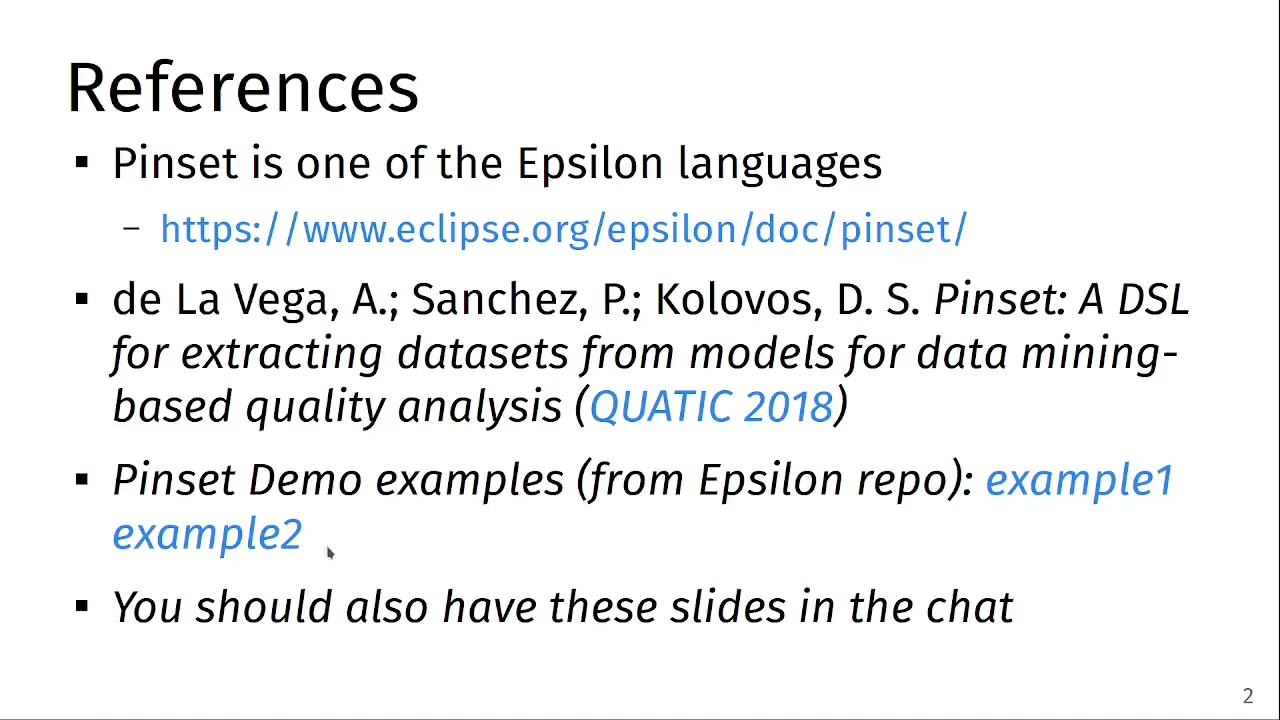 References
▪ Pinset is one of the Epsilon languages
– https://www.eclipse.org/epsilon/doc/pinset/
▪ de La Vega, A.; Sanchez, P.; Kolovos, D. S. Pinset: A DSL
for extracting datasets from models for data mining-
based quality analysis (QUATIC 2018)
▪ Pinset Demo examples (from Epsilon repo): example1
example2
▪ You should also have these slides in the chat
2